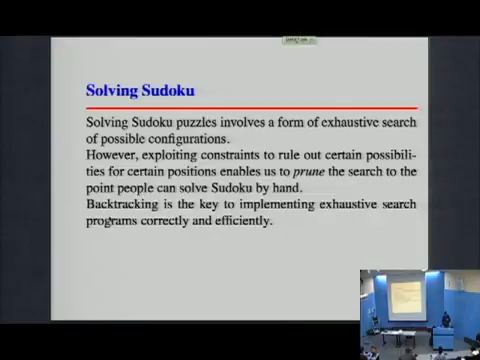 Solving Sudoku
Solving Sudoku puzzles involves a form of exhaustive search
of possible configurations.
However, exploiting constraints to rule out certain possibili-
ties for certain positions enables us to prune the search to the
point people can solve Sudoku by hand.
Backtracking is the key to implementing exhaustive search
programs correctly and efficiently.